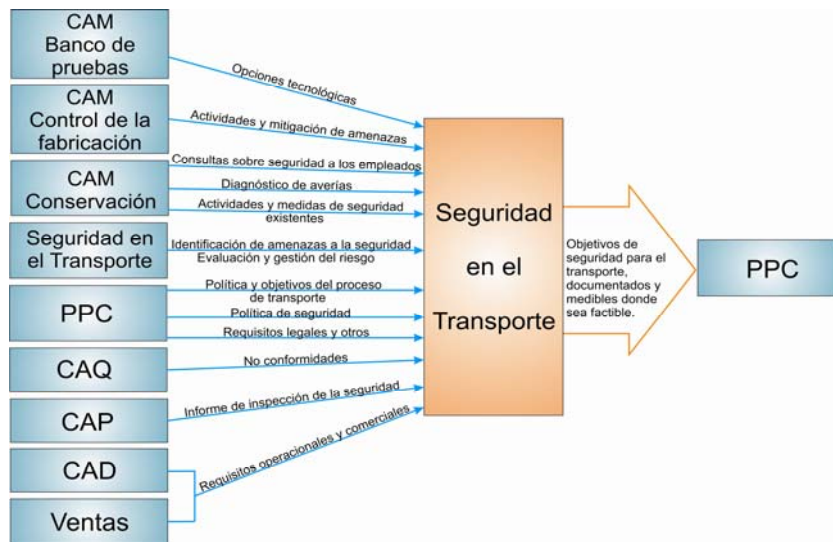 CAM
Banco de
pruebas
CAM
Control de la
fabricación
CAM
Conservación
Seguridad en
el Transporte
PPC
CAQ
CAP
CAD
Ventas
Opciones tecnológicas
Actividades y mitigación de amenazas
Consultas sobre seguridad a los empleados
Diagnóstico de averías
Actividades y medidas de seguridad
existentes
Identificación de amenazas a la seguridad
Evaluación y gestión del riesgo
Política y objetivos del proceso
de transporte
Política de seguridad
Requisitos legales y otros
No conformidades
Informe de inspección de la seguridad
Requisitos operacionales y comerciales
Seguridad
en el
Transporte
Objetivos de
seguridad para el
transporte,
documentados y
medibles donde
sea factible.
PPC